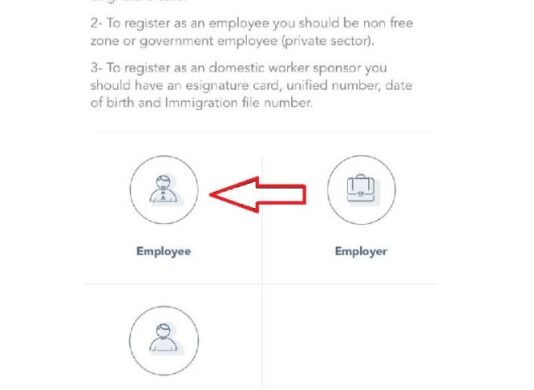 2- To register as an employee you should be non free
zone or government employee (private sector).
3- To register as an domestic worker sponsor you
should have an esignature card, unified number, date
of birth and Immigration file number.
Employee
Employer